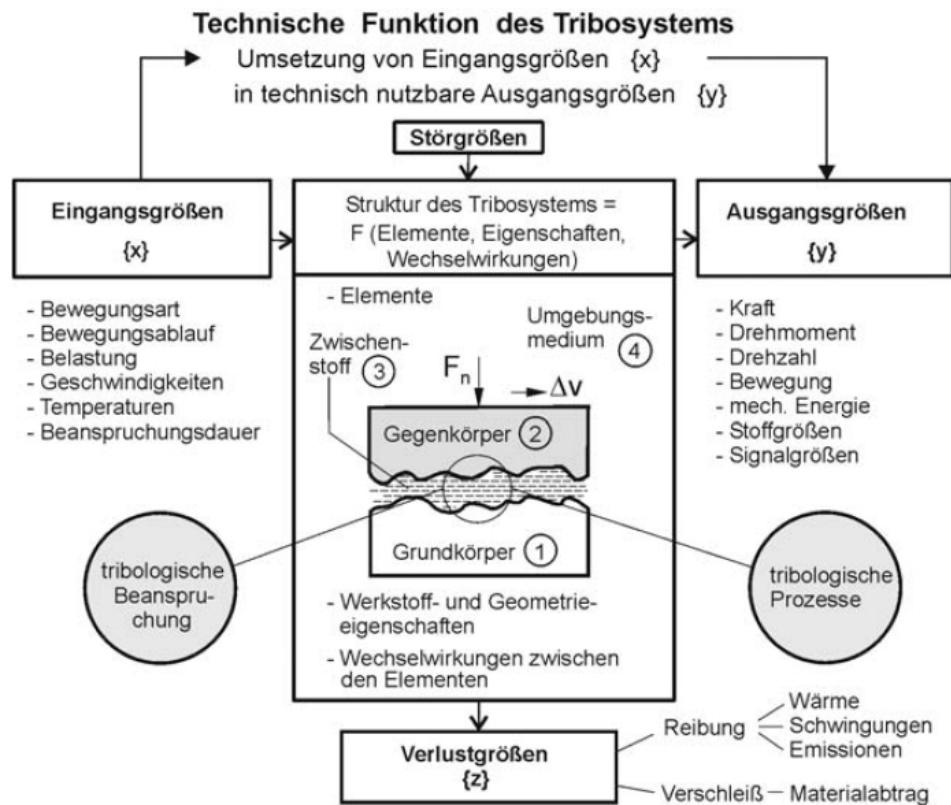 Technische Funktion des Tribosystems
Umsetzung von Eingangsgrößen {x}
in technisch nutzbare Ausgangsgrößen {y}
Störgrößen
Eingangsgrößen
{x}
- Bewegungsart
- Bewegungsablauf
- Belastung
- Geschwindigkeiten
- Temperaturen
- Beanspruchungsdauer
Struktur des Tribosystems =
F (Elemente, Eigenschaften,
Wechselwirkungen)
- Elemente
Umgebungs-
medium 4
Zwischen-
stoff 3
Fn
Δv
Gegenkörper 2
Grundkörper 1
- Werkstoff- und Geometrie-
eigenschaften
- Wechselwirkungen zwischen
den Elementen
Ausgangsgrößen
{y}
- Kraft
- Drehmoment
- Drehzahl
- Bewegung
- mech. Energie
- Stoffgrößen
- Signalgrößen
tribologische
Beanspru-
chung
tribologische
Prozesse
Verlustgrößen
{z}
Reibung
Wärme
Schwingungen
Emissionen
Verschleiß
Materialabtrag